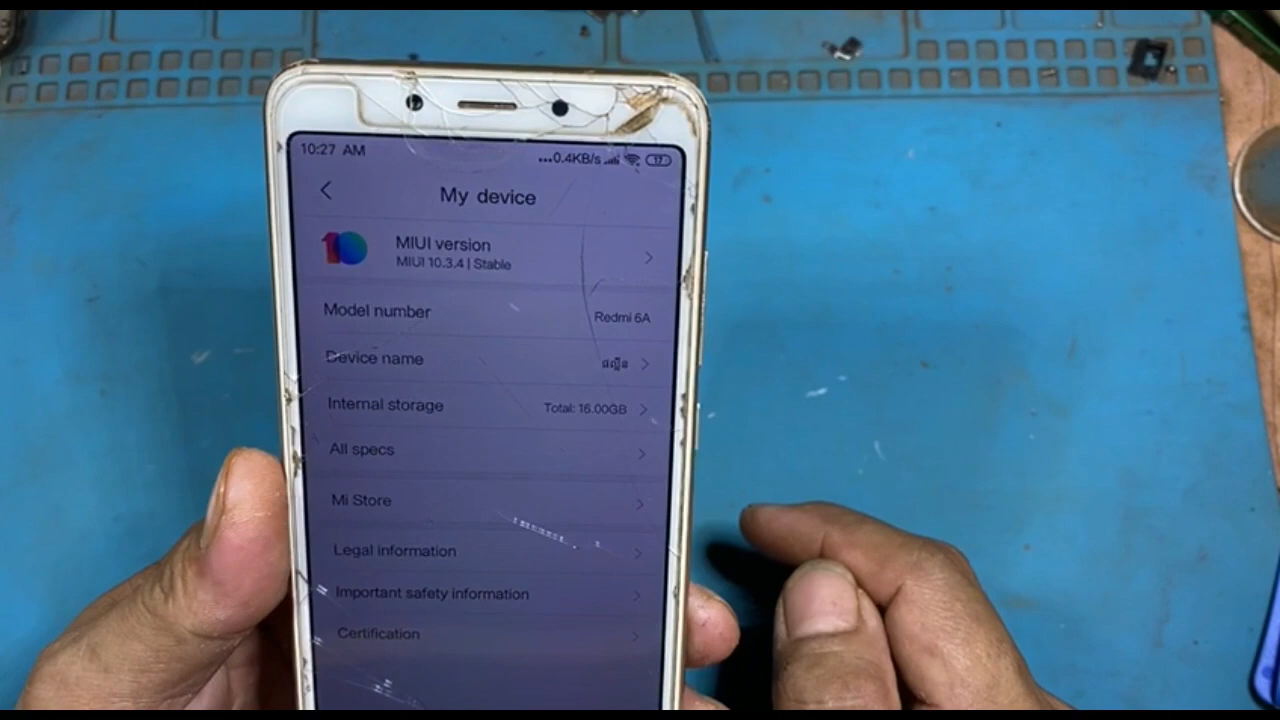 10:27 AM
...0.4KB/s 17
My device
MIUI version
MIUI 10.3.4 | Stable
Model number
Redmi 6A
Device name
Internal storage
Total: 16.00GB
All specs
Mi Store
Legal information
Important safety information
Certification